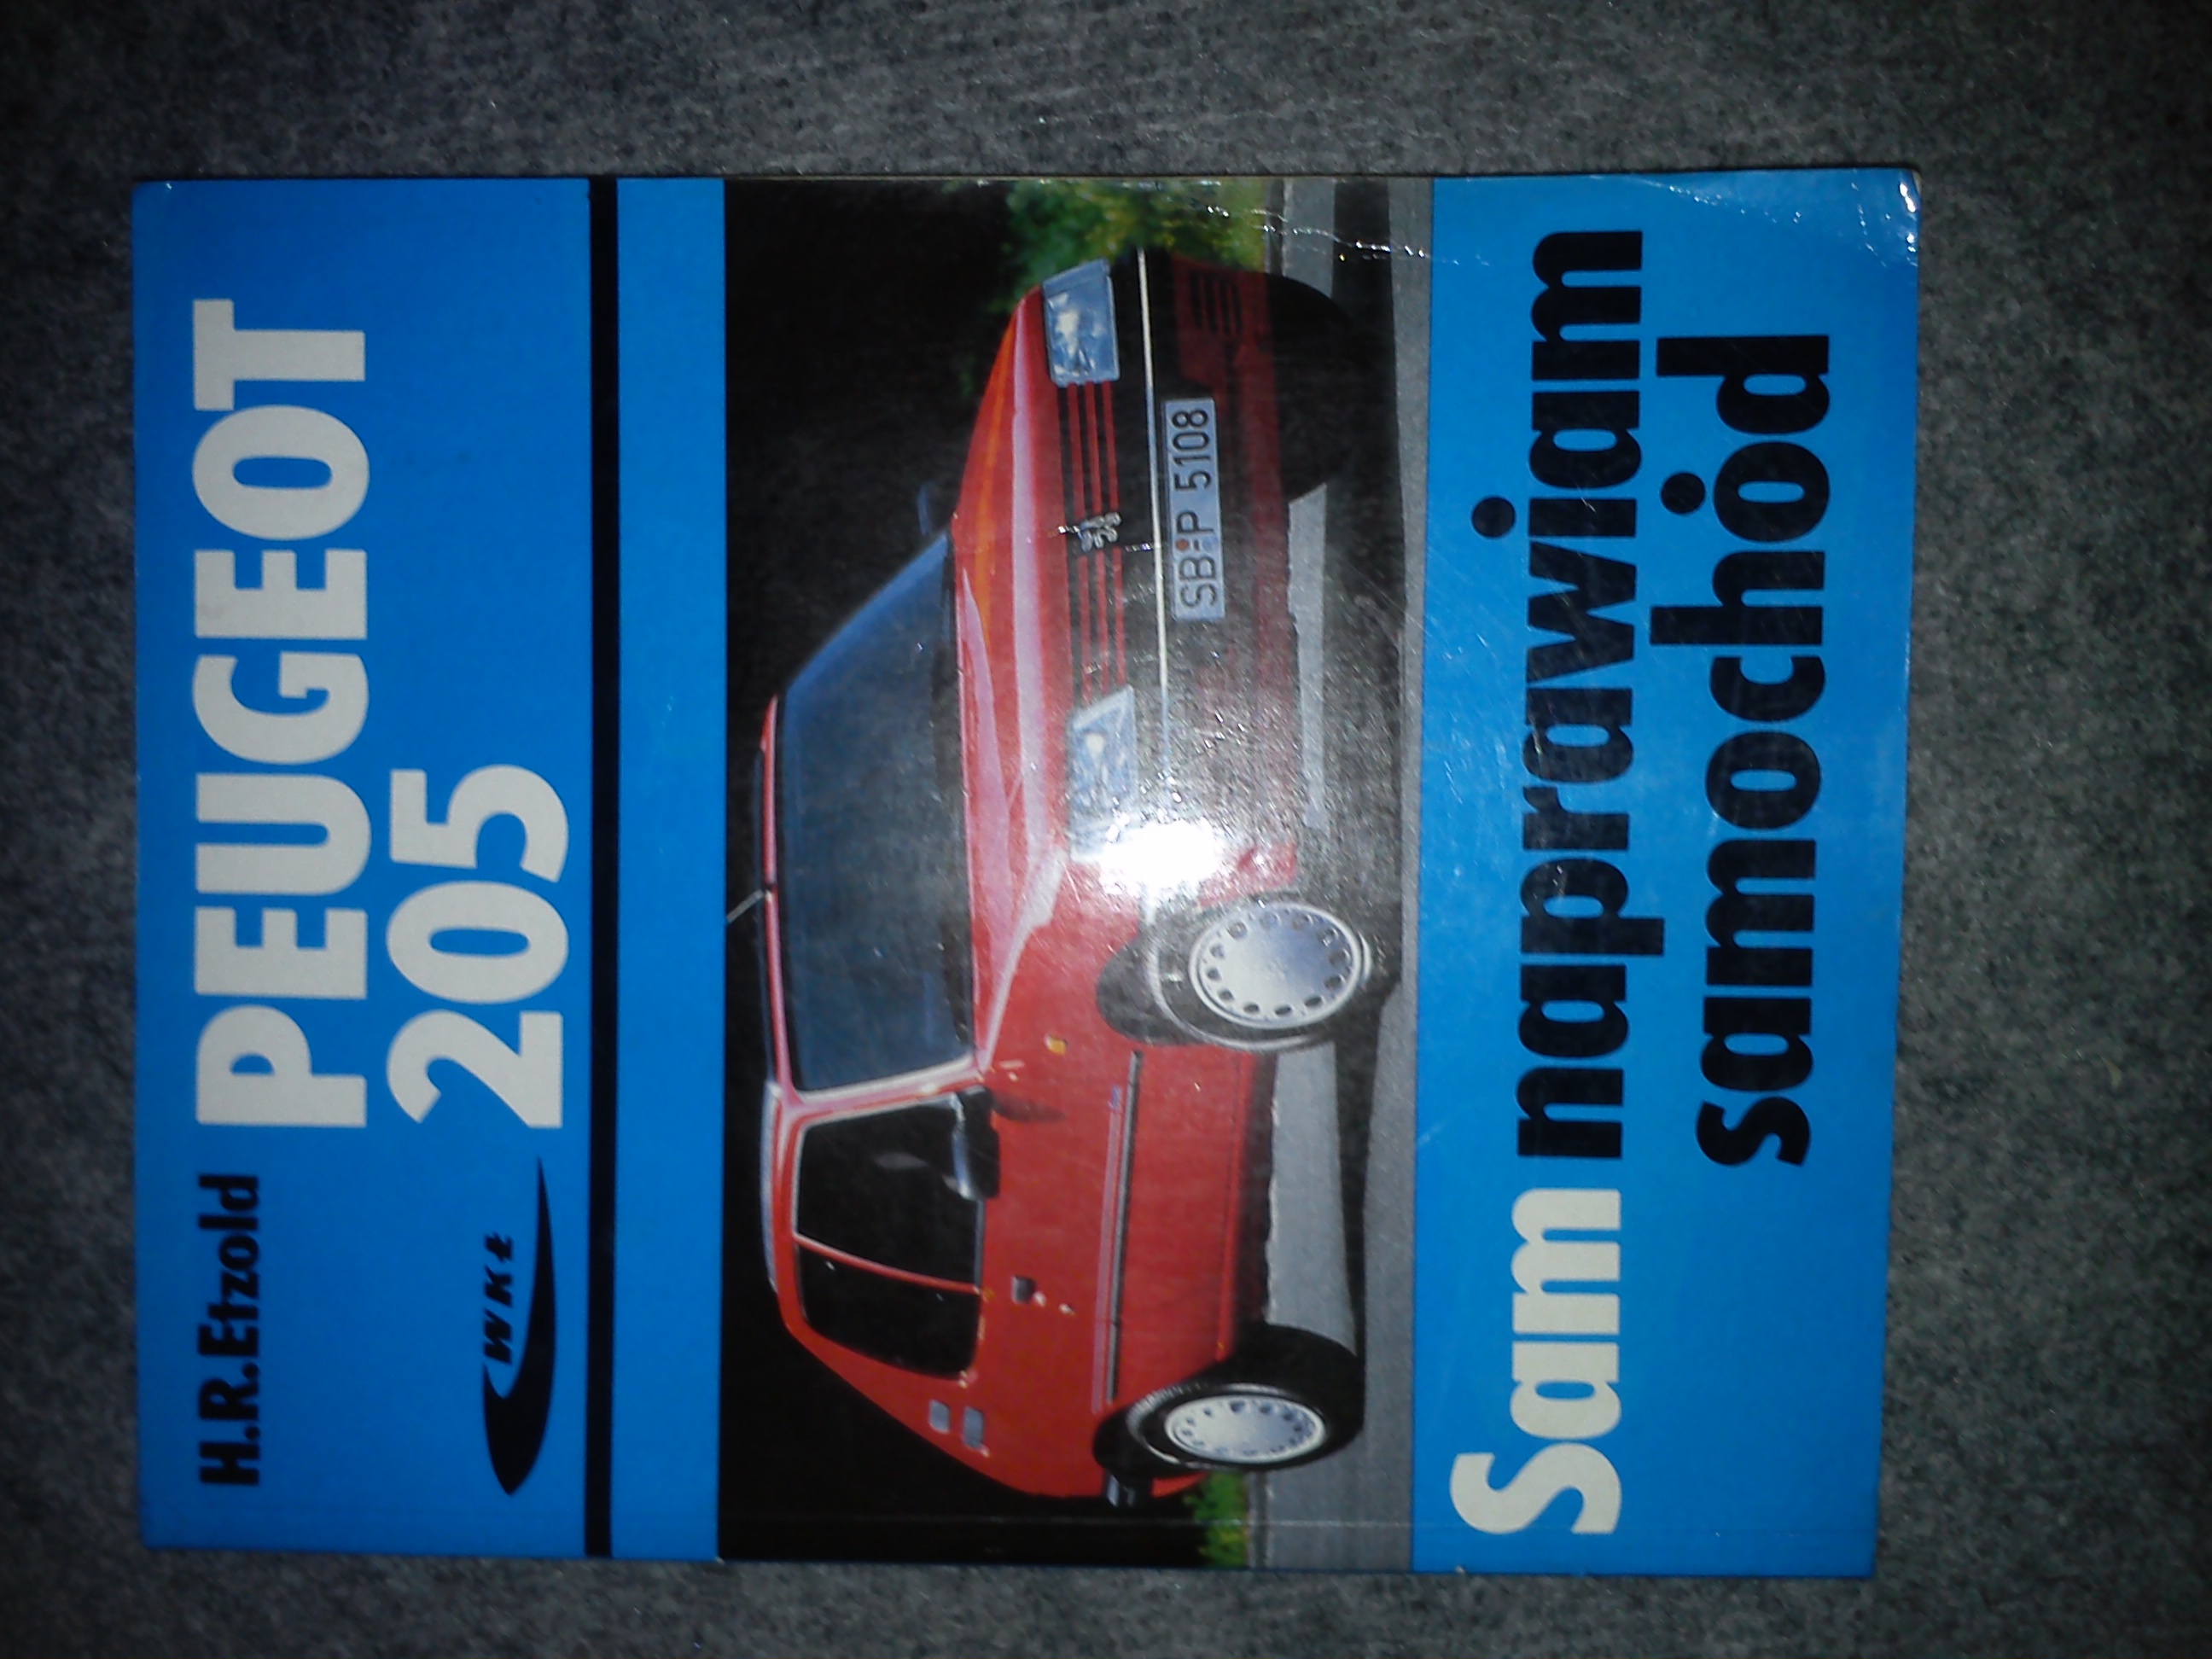 H.R.Etzold
PEUGEOT
205
WKŁ
SB P 5108
Sam naprawiam
samochód